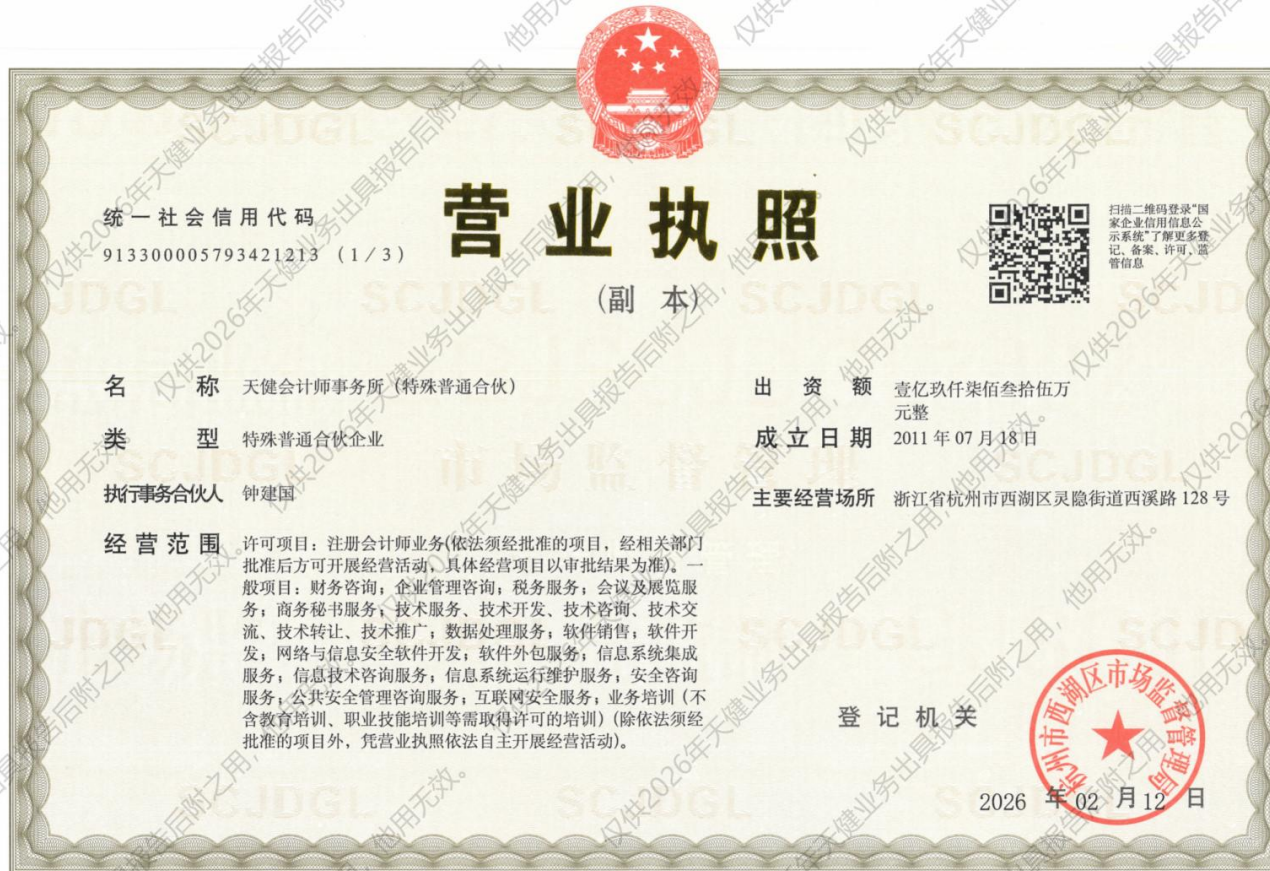 营业执照
(副 本)
统一社会信用代码
913300005793421213 (1/3)
扫描二维码登录“国
家企业信用信息公
示系统”了解更多登
记、备案、许可、监
管信息
名 称 天健会计师事务所（特殊普通合伙）
类 型 特殊普通合伙企业
执行事务合伙人 钟建国
经营范围 许可项目：注册会计师业务(依法须经批准的项目，经相关部门
批准后方可开展经营活动，具体经营项目以审批结果为准)。一
般项目：财务咨询；企业管理咨询；税务服务；会议及展览服
务；商务秘书服务；技术服务、技术开发、技术咨询、技术交
流、技术转让、技术推广；数据处理服务；软件销售；软件开
发；网络与信息安全软件开发；软件外包服务；信息系统集成
服务；信息技术咨询服务；信息系统运行维护服务；安全咨询
服务；公共安全管理咨询服务；互联网安全服务；业务培训（不
含教育培训、职业技能培训等需取得许可的培训）(除依法须经
批准的项目外，凭营业执照依法自主开展经营活动)。
出 资 额 壹亿玖仟柒佰叁拾伍万
元整
成立日期 2011 年 07 月 18 日
主要经营场所 浙江省杭州市西湖区灵隐街道西溪路 128 号
登记机关
杭州市西湖区市场监督管理局
2026 年 02 月 12 日
仅供2026年天健业务出具报告后附之用，他用无效。
SCJDGL
市场监督管理